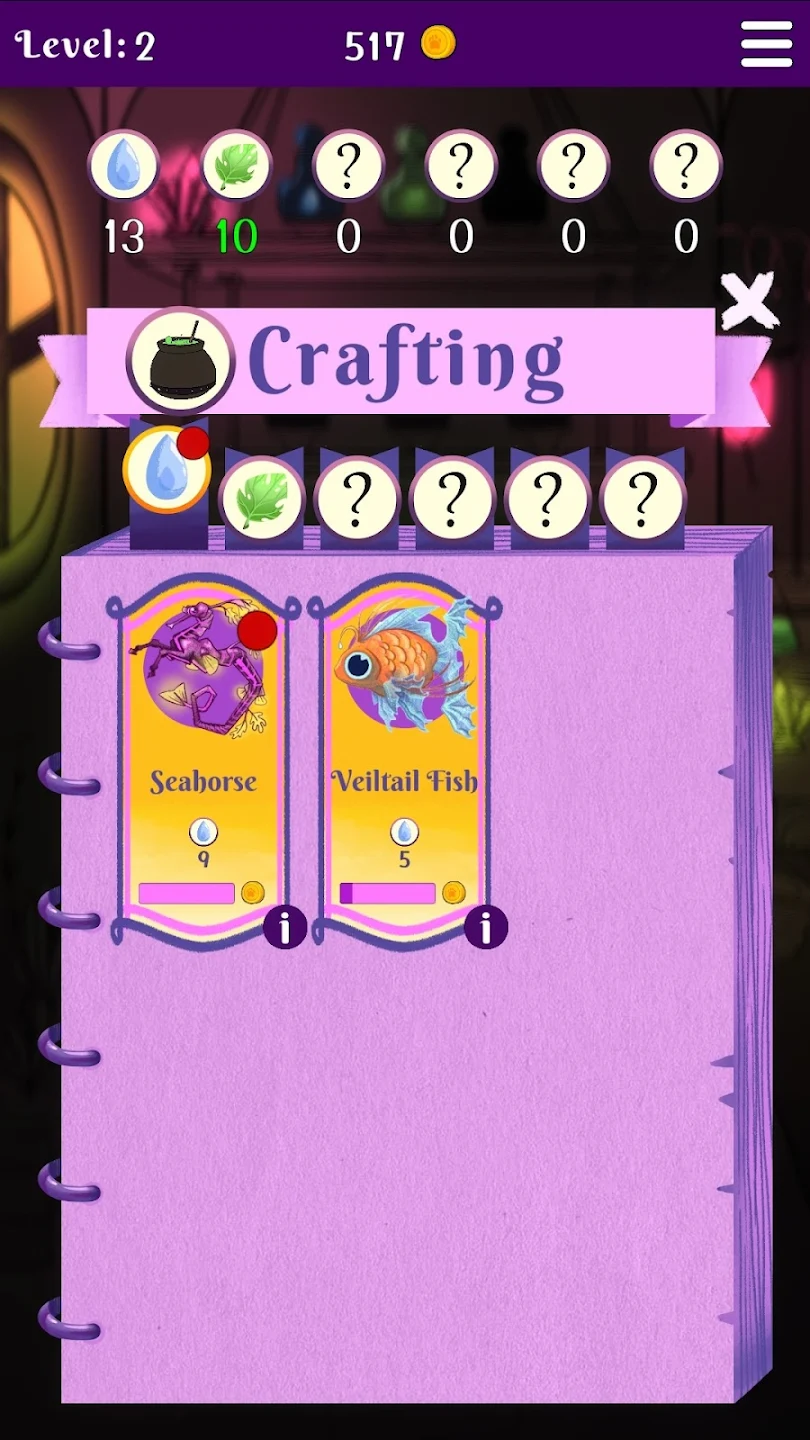 Level: 2
517
? ? ? ?
13 10 0 0 0 0
Crafting
? ? ? ?
Seahorse Veiltail Fish
9 5
i i